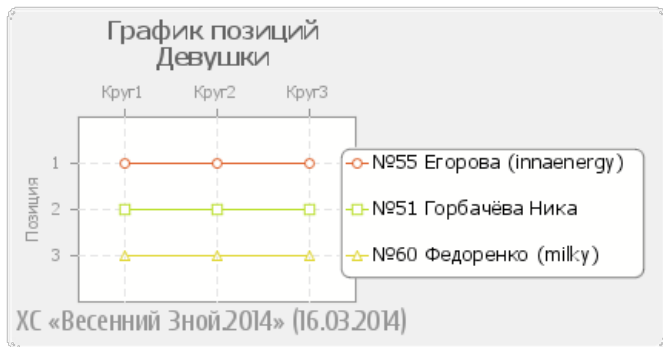 График позиций
Девушки
Круг1 Круг2 Круг3
Позиция
1
2
3
№55 Егорова (innaenergy)
№51 Горбачёва Ника
№60 Федоренко (milky)
ХС «Весенний Зной.2014» (16.03.2014)